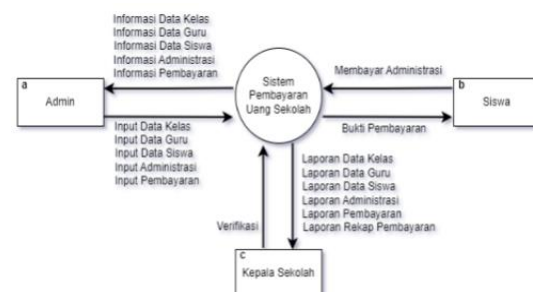 Informasi Data Kelas
Informasi Data Guru
Informasi Data Siswa
Informasi Administrasi
Informasi Pembayaran
a
Admin
Input Data Kelas
Input Data Guru
Input Data Siswa
Input Administrasi
Input Pembayaran
Sistem
Pembayaran
Uang Sekolah
Membayar Administrasi
b
Siswa
Bukti Pembayaran
Laporan Data Kelas
Laporan Data Guru
Laporan Data Siswa
Laporan Administrasi
Laporan Pembayaran
Laporan Rekap Pembayaran
Verifikasi
c
Kepala Sekolah